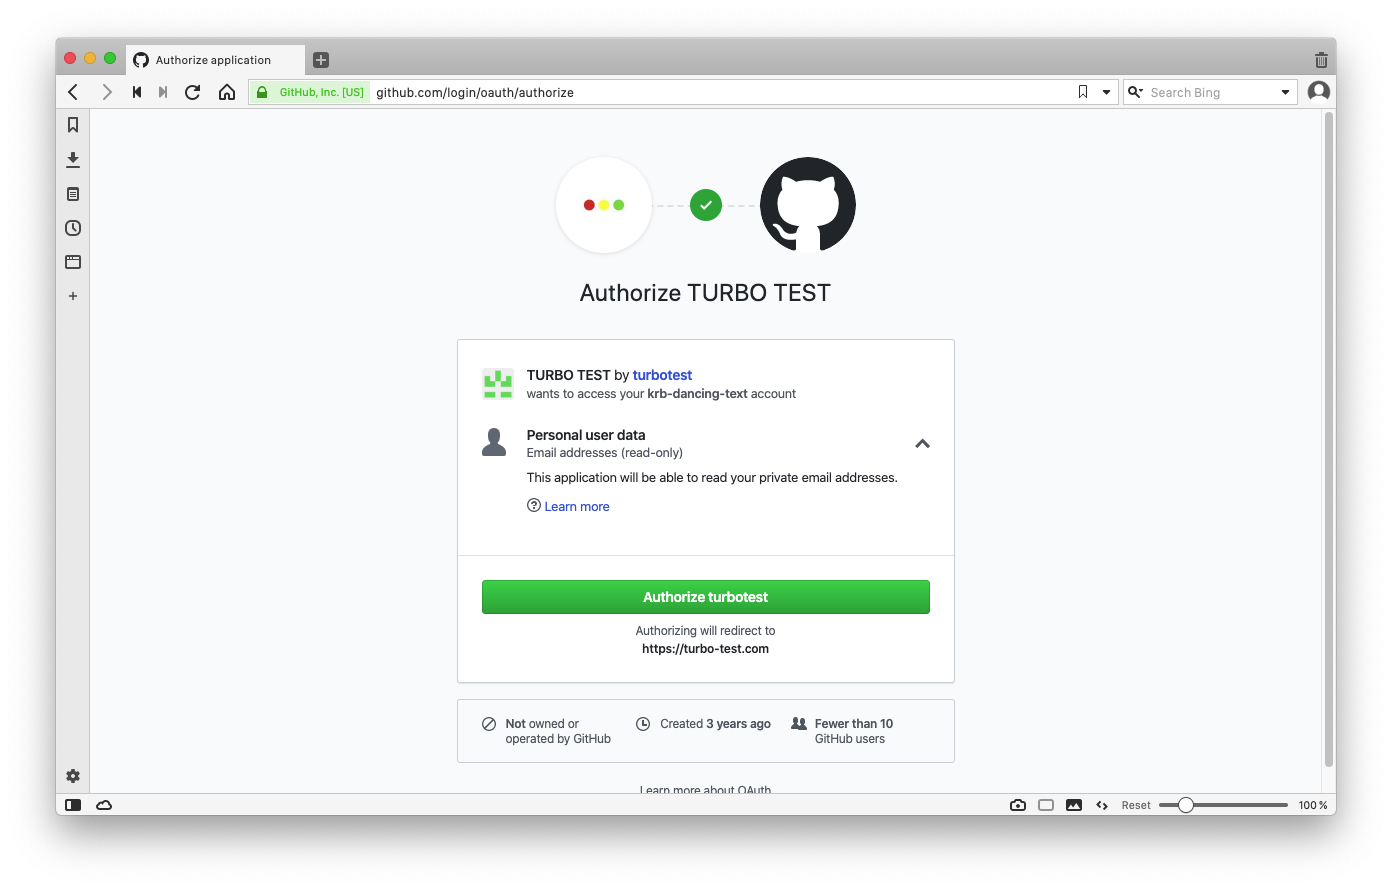 Authorize application
GitHub, Inc. [US]
github.com/login/oauth/authorize
Search Bing
Authorize TURBO TEST
TURBO TEST by turbotest
wants to access your krb-dancing-text account
Personal user data
Email addresses (read-only)
This application will be able to read your private email addresses.
Learn more
Authorize turbotest
Authorizing will redirect to
https://turbo-test.com
Not owned or
operated by GitHub
Created 3 years ago
Fewer than 10
GitHub users
Learn more about OAuth
Reset
100 %